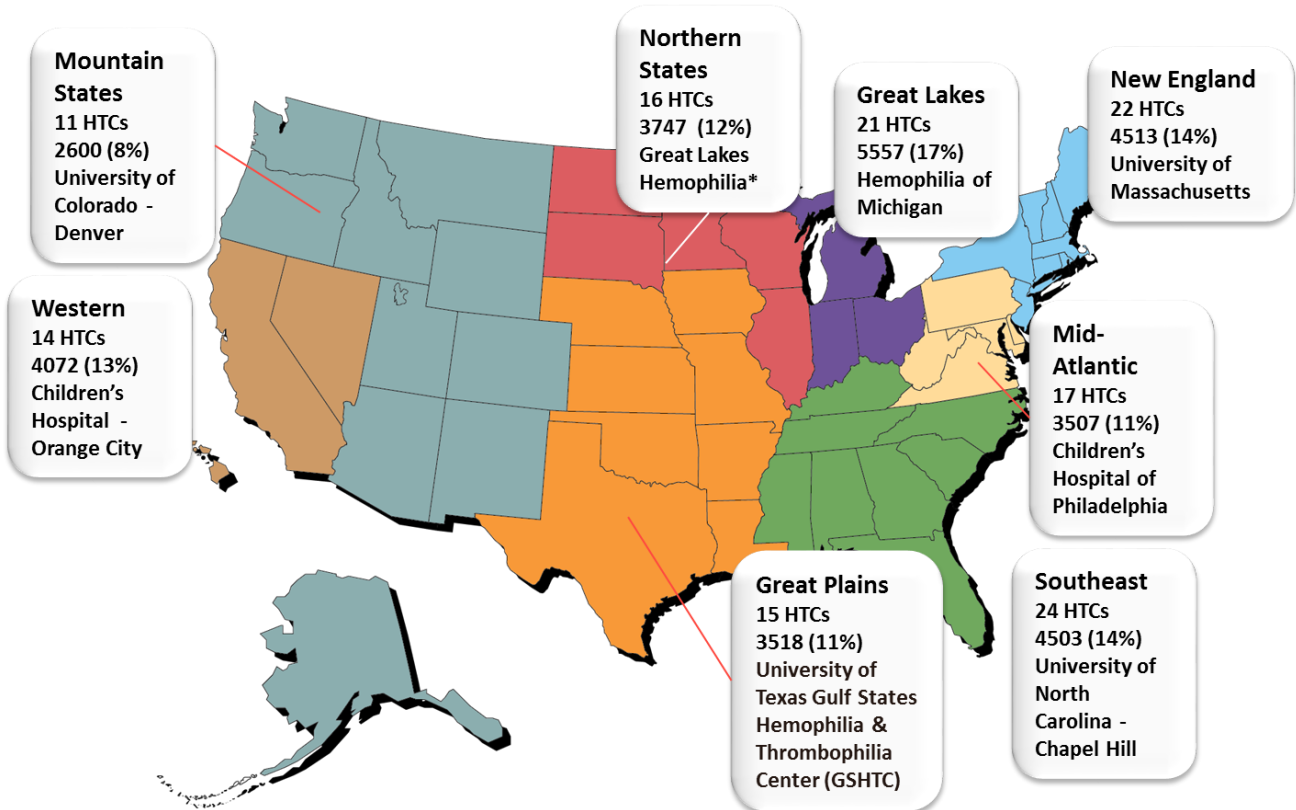 Mountain
States
11 HTCs
2600 (8%)
University of
Colorado -
Denver
Northern
States
16 HTCs
3747 (12%)
Great Lakes
Hemophilia*
Great Lakes
21 HTCs
5557 (17%)
Hemophilia of
Michigan
New England
22 HTCs
4513 (14%)
University of
Massachusetts
Western
14 HTCs
4072 (13%)
Children's
Hospital -
Orange City
Mid-
Atlantic
17 HTCs
3507 (11%)
Children's
Hospital of
Philadelphia
Great Plains
15 HTCs
3518 (11%)
University of
Texas Gulf States
Hemophilia &
Thrombophilia
Center (GSHTC)
Southeast
24 HTCs
4503 (14%)
University of
North
Carolina -
Chapel Hill